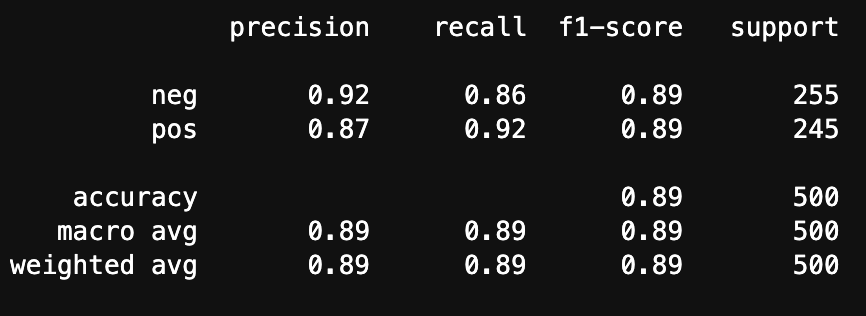 precision recall f1-score support
neg 0.92 0.86 0.89 255
pos 0.87 0.92 0.89 245
accuracy 0.89 500
macro avg 0.89 0.89 0.89 500
weighted avg 0.89 0.89 0.89 500